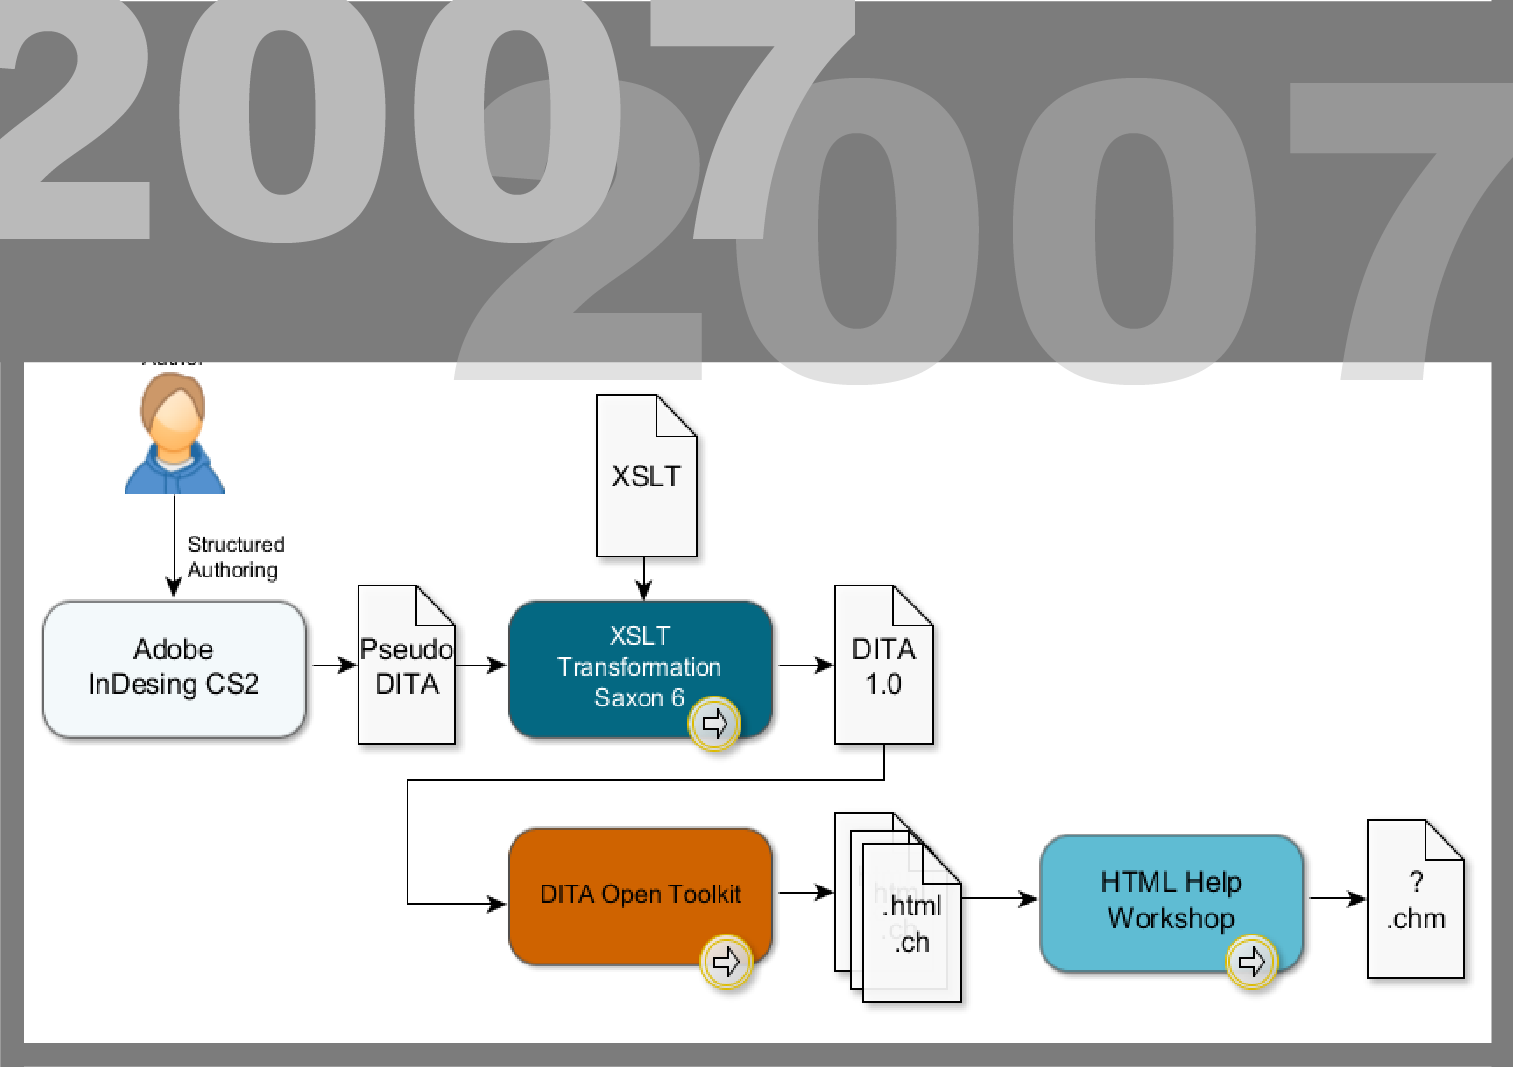 2007
2007
XSLT
Structured
Authoring
Adobe
InDesing CS2
Pseudo
DITA
XSLT
Transformation
Saxon 6
DITA
1.0
DITA Open Toolkit
.html
.ch
HTML Help
Workshop
?
.chm